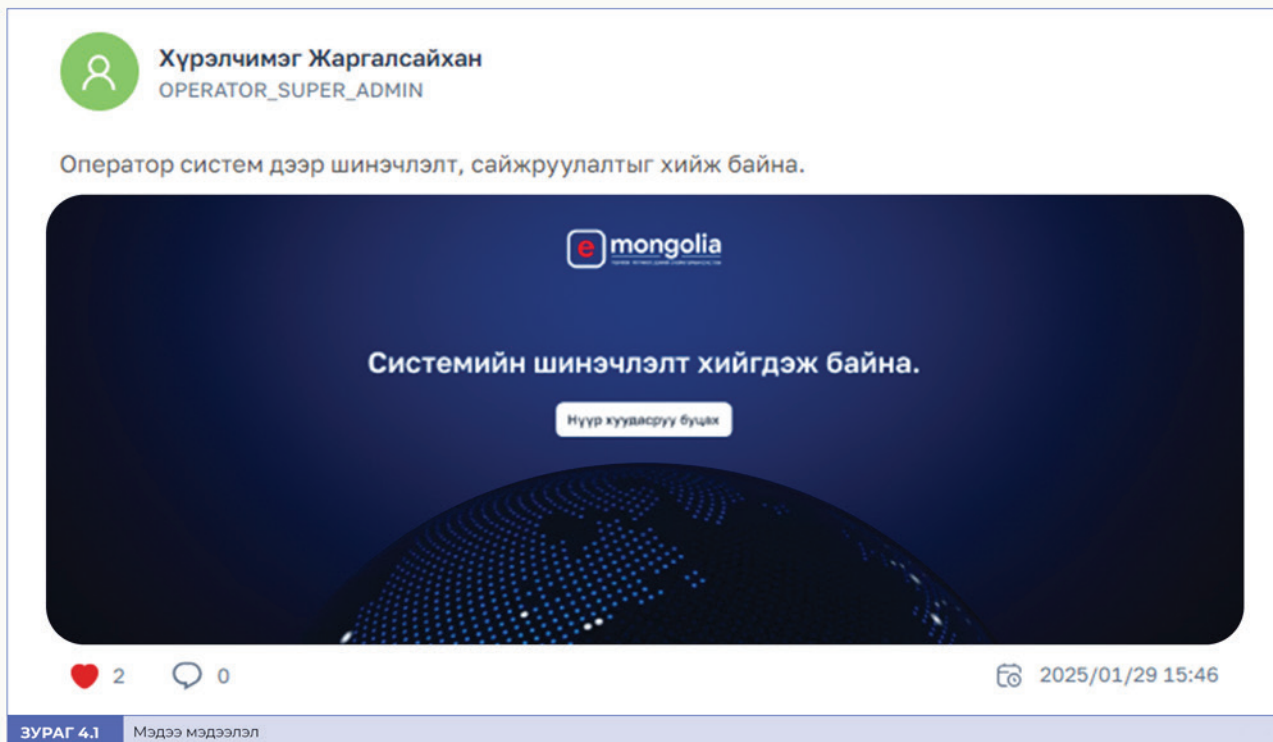 Хүрэлчимэг Жаргалсайхан
OPERATOR_SUPER_ADMIN
Оператор систем дээр шинэчлэлт, сайжруулалтыг хийж байна.
e mongolia
Системийн шинэчлэлт хийгдэж байна.
Нүүр хуудасруу буцах
2 0 2025/01/29 15:46
ЗУРАГ 4.1 Мэдээ мэдээлэл